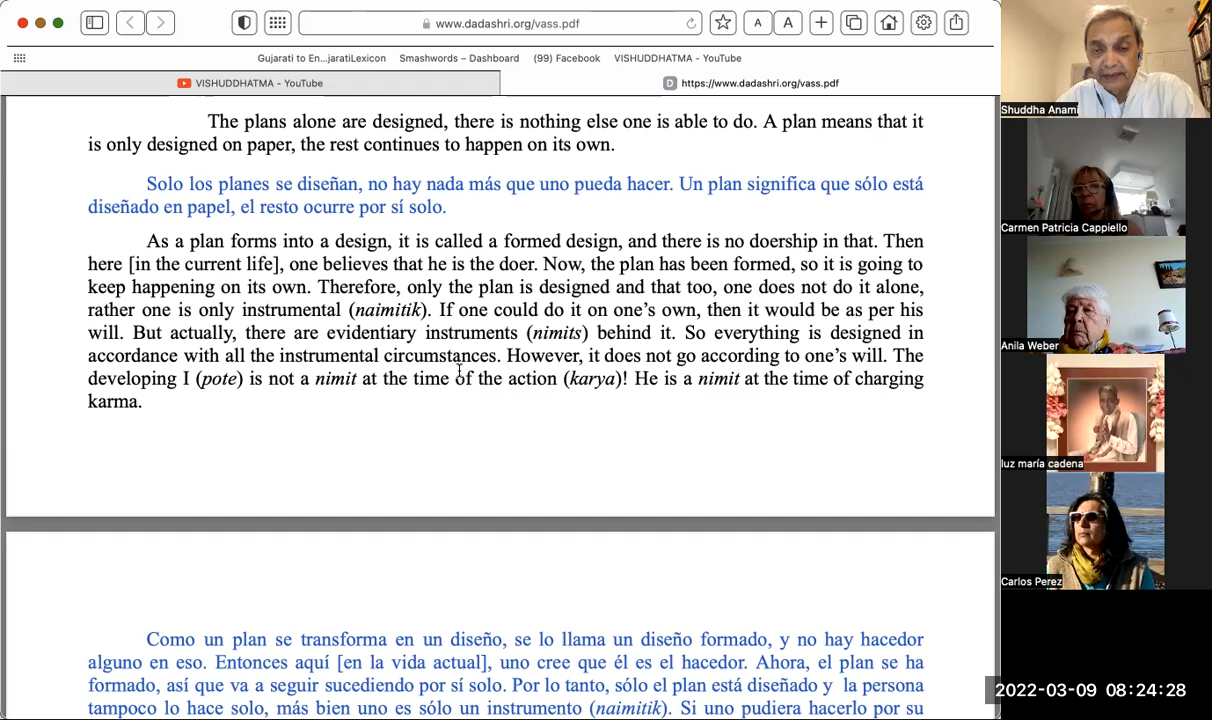 www.dadashri.org/vass.pdf
A A
Gujarati to En...jaratiLexicon Smashwords – Dashboard (99) Facebook VISHUDDHATMA - YouTube
VISHUDDHATMA - YouTube D https://www.dadashri.org/vass.pdf
The plans alone are designed, there is nothing else one is able to do. A plan means that it
is only designed on paper, the rest continues to happen on its own.
Solo los planes se diseñan, no hay nada más que uno pueda hacer. Un plan significa que sólo está
diseñado en papel, el resto ocurre por sí solo.
As a plan forms into a design, it is called a formed design, and there is no doership in that. Then
here [in the current life], one believes that he is the doer. Now, the plan has been formed, so it is going to
keep happening on its own. Therefore, only the plan is designed and that too, one does not do it alone,
rather one is only instrumental (naimitik). If one could do it on one’s own, then it would be as per his
will. But actually, there are evidentiary instruments (nimits) behind it. So everything is designed in
accordance with all the instrumental circumstances. However, it does not go according to one’s will. The
developing I (pote) is not a nimit at the time of the action (karya)! He is a nimit at the time of charging
karma.
Como un plan se transforma en un diseño, se lo llama un diseño formado, y no hay hacedor
alguno en eso. Entonces aquí [en la vida actual], uno cree que él es el hacedor. Ahora, el plan se ha
formado, así que va a seguir sucediendo por sí solo. Por lo tanto, sólo el plan está diseñado y la persona
tampoco lo hace solo, más bien uno es sólo un instrumento (naimitik). Si uno pudiera hacerlo por su
Shuddha Anami
Carmen Patricia Cappiello
Anila Weber
luz maría cadena
Carlos Perez
2022-03-09 08:24:28